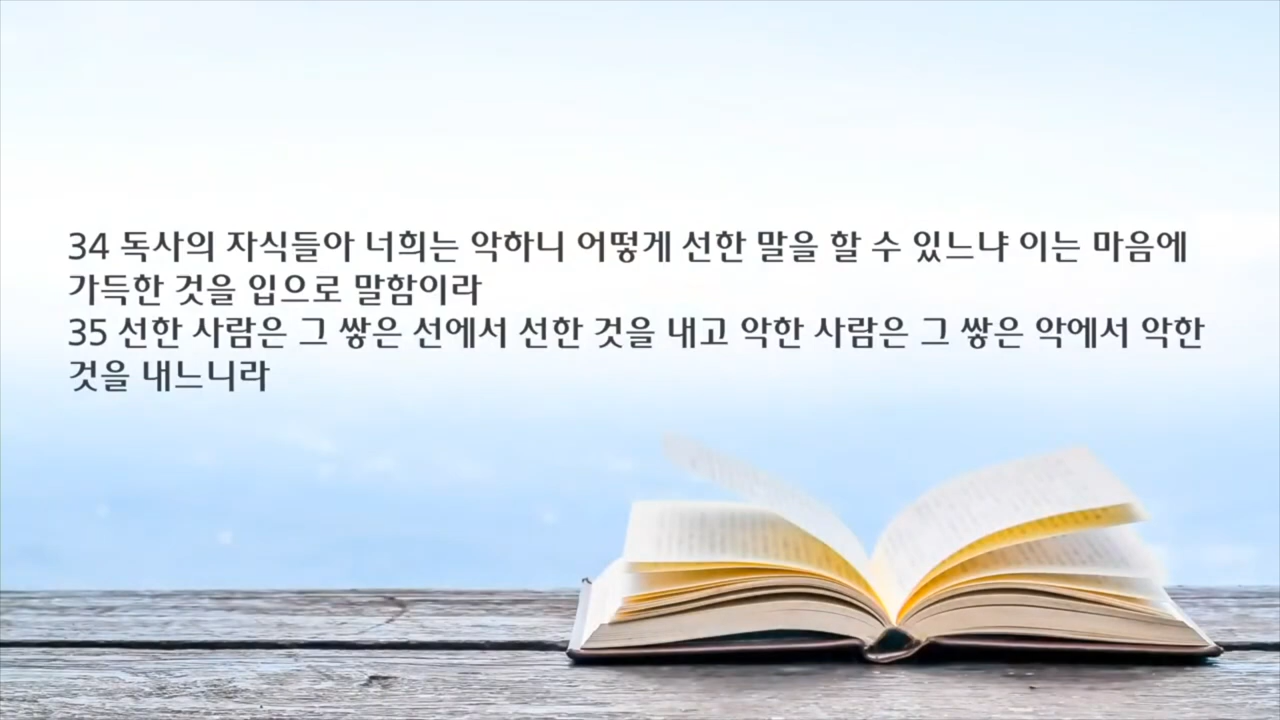 34 독사의 자식들아 너희는 악하니 어떻게 선한 말을 할 수 있느냐 이는 마음에
가득한 것을 입으로 말함이라
35 선한 사람은 그 쌓은 선에서 선한 것을 내고 악한 사람은 그 쌓은 악에서 악한
것을 내느니라